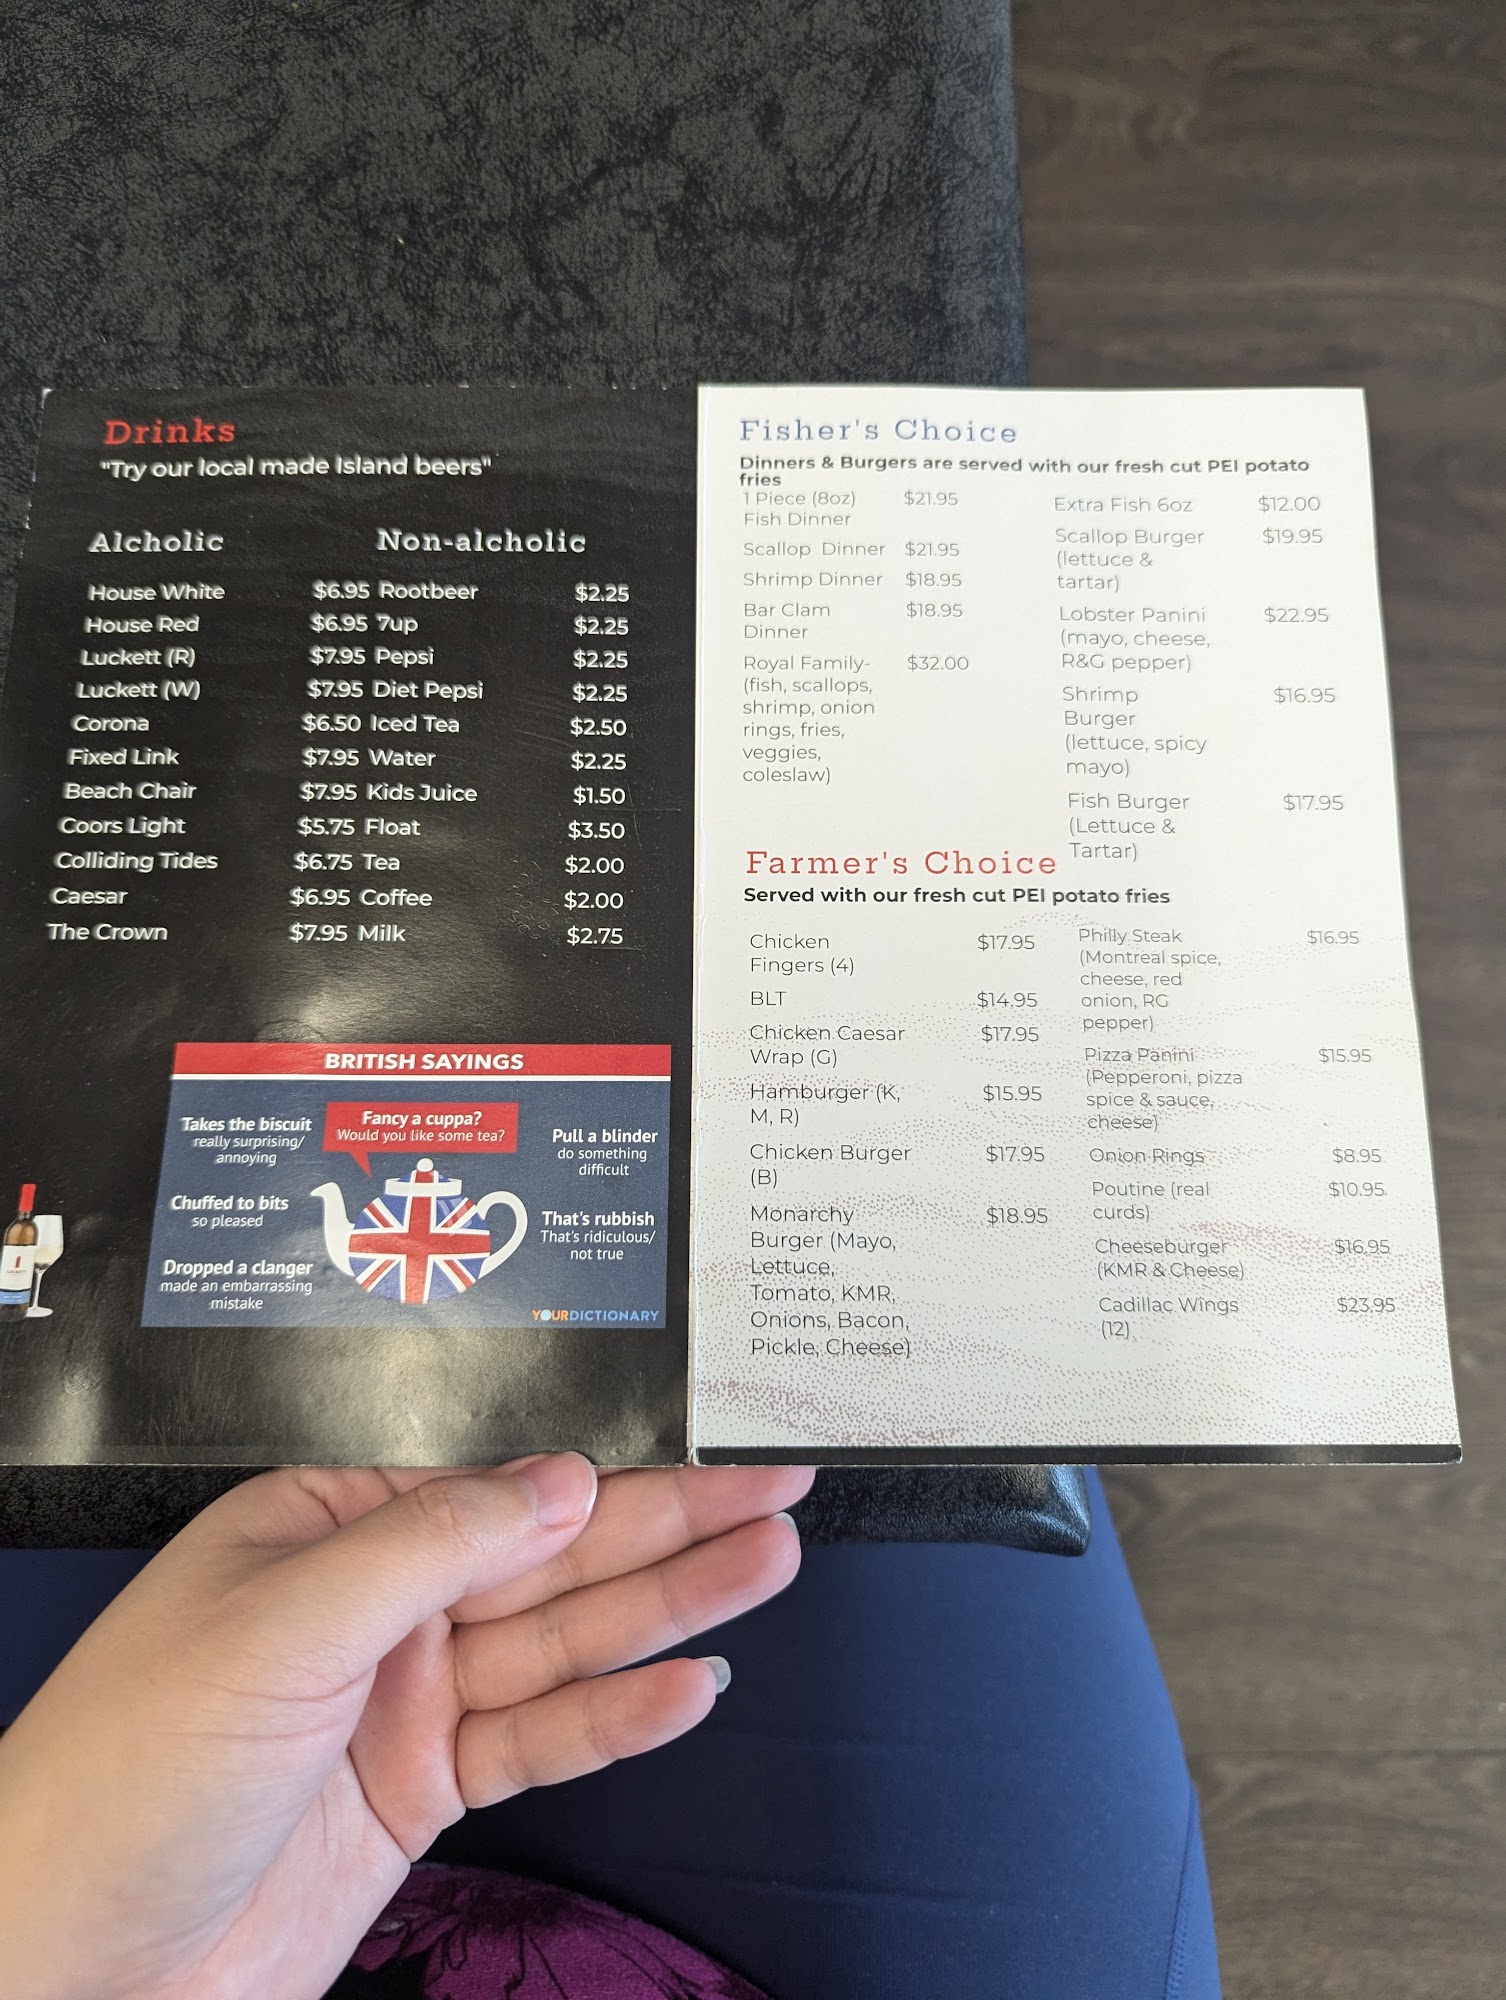 Drinks
"Try our local made Island beers"
Alcholic
House White $6.95
House Red $6.95
Luckett (R) $7.95
Luckett (W) $7.95
Corona $6.50
Fixed Link $7.95
Beach Chair $7.95
Coors Light $5.75
Colliding Tides $6.75
Caesar $6.95
The Crown $7.95
Non-alcholic
Rootbeer $2.25
7up $2.25
Pepsi $2.25
Diet Pepsi $2.25
Iced Tea $2.50
Water $2.25
Kids Juice $1.50
Float $3.50
Tea $2.00
Coffee $2.00
Milk $2.75
BRITISH SAYINGS
Takes the biscuit
really surprising/
annoying
Chuffed to bits
so pleased
Dropped a clanger
made an embarrassing
mistake
Fancy a cuppa?
Would you like some tea?
Pull a blinder
do something
difficult
That's rubbish
That's ridiculous/
not true
YOURDICTIONARY
Fisher's Choice
Dinners & Burgers are served with our fresh cut PEI potato
fries
1 Piece (8oz) $21.95
Fish Dinner
Scallop Dinner $21.95
Shrimp Dinner $18.95
Bar Clam $18.95
Dinner
Royal Family- $32.00
(fish, scallops,
shrimp, onion
rings, fries,
veggies,
coleslaw)
Extra Fish 6oz $12.00
Scallop Burger $19.95
(lettuce &
tartar)
Lobster Panini $22.95
(mayo, cheese,
R&G pepper)
Shrimp $16.95
Burger
(lettuce, spicy
mayo)
Fish Burger $17.95
(Lettuce &
Tartar)
Farmer's Choice
Served with our fresh cut PEI potato fries
Chicken $17.95
Fingers (4)
BLT $14.95
Chicken Caesar $17.95
Wrap (G)
Hamburger (K, $15.95
M, R)
Chicken Burger $17.95
(B)
Monarchy $18.95
Burger (Mayo,
Lettuce,
Tomato, KMR,
Onions, Bacon,
Pickle, Cheese)
Philly Steak $16.95
(Montreal spice,
cheese, red
onion, RG
pepper)
Pizza Panini $15.95
(Pepperoni, pizza
spice & sauce,
cheese)
Onion Rings $8.95
Poutine (real $10.95
curds)
Cheeseburger $16.95
(KMR & Cheese)
Cadillac Wings $23.95
(12)